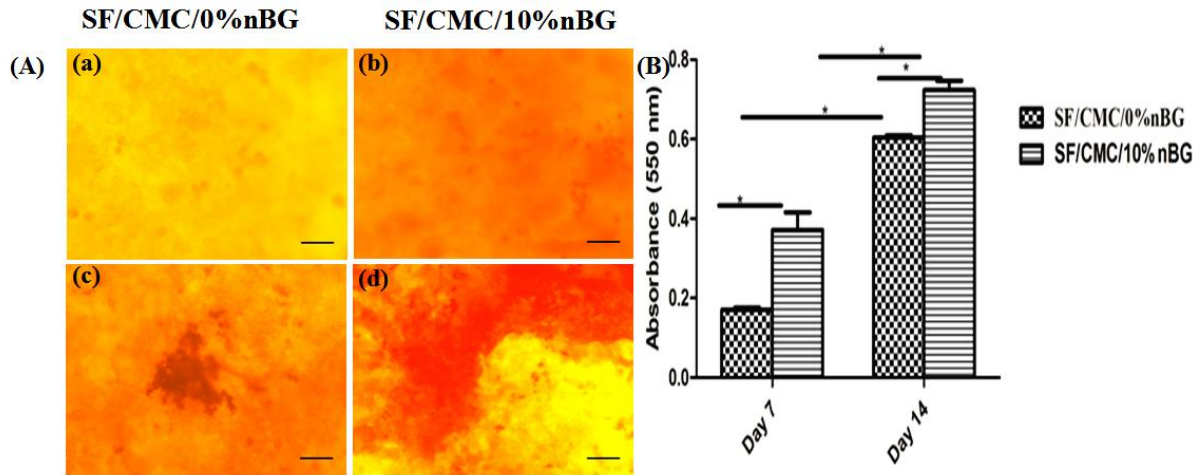 SF/CMC/0%nBG
SF/CMC/10%nBG
(A)
(a)
(b)
(c)
(d)
(B)
Absorbance (550 nm)
0.8
0.6
0.4
0.2
0.0
*
*
*
*
Day 7
Day 14
SF/CMC/0%nBG
SF/CMC/10%nBG